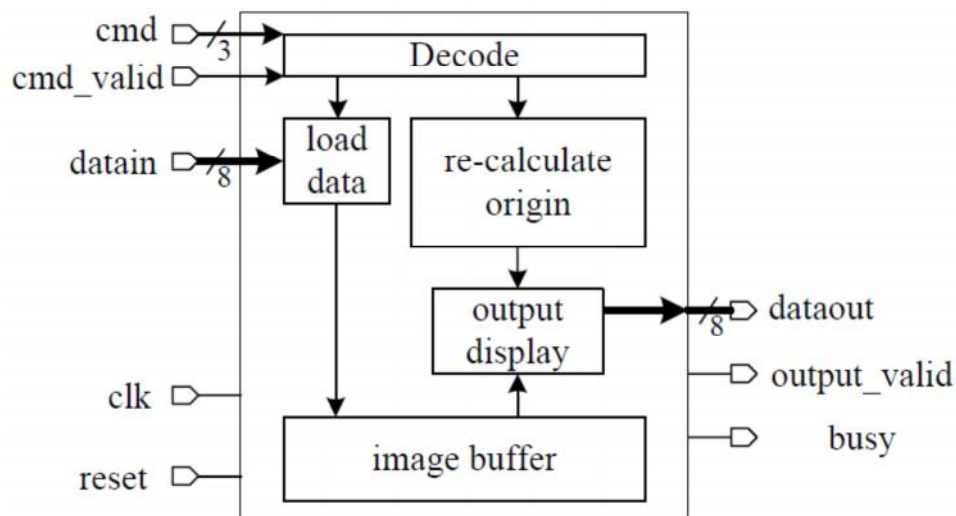 cmd
3
Decode
cmd_valid
load
data
re-calculate
origin
datain
8
output
display
8
dataout
output_valid
clk
busy
image buffer
reset